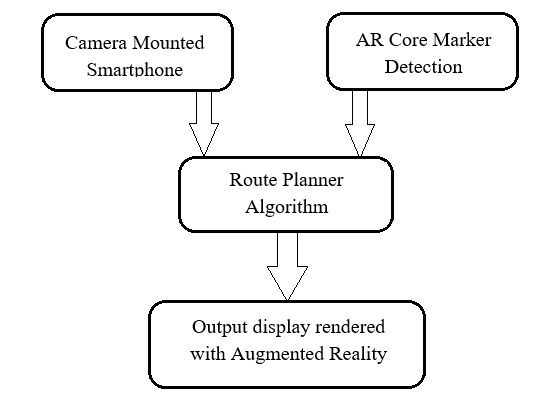 Camera Mounted
Smartphone
AR Core Marker
Detection
Route Planner
Algorithm
Output display rendered
with Augmented Reality